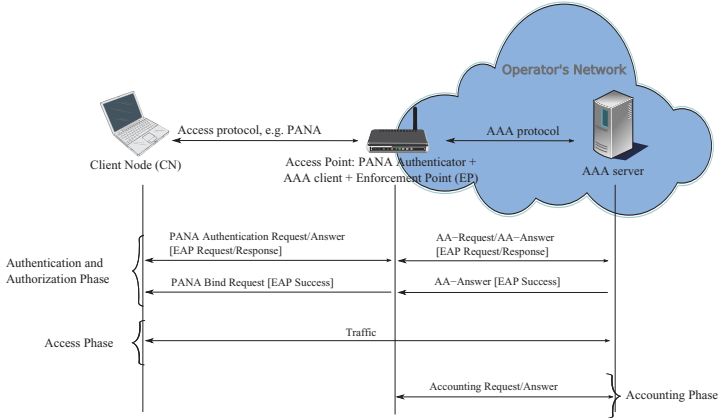 Operator's Network
Access protocol, e.g. PANA
AAA protocol
Client Node (CN)
Access Point: PANA Authenticator +
AAA client + Enforcement Point (EP)
AAA server
PANA Authentication Request/Answer
[EAP Request/Response]
AA−Request/AA−Answer
[EAP Request/Response]
Authentication and
Authorization Phase
PANA Bind Request [EAP Success]
AA−Answer [EAP Success]
Traffic
Access Phase
Accounting Request/Answer
Accounting Phase